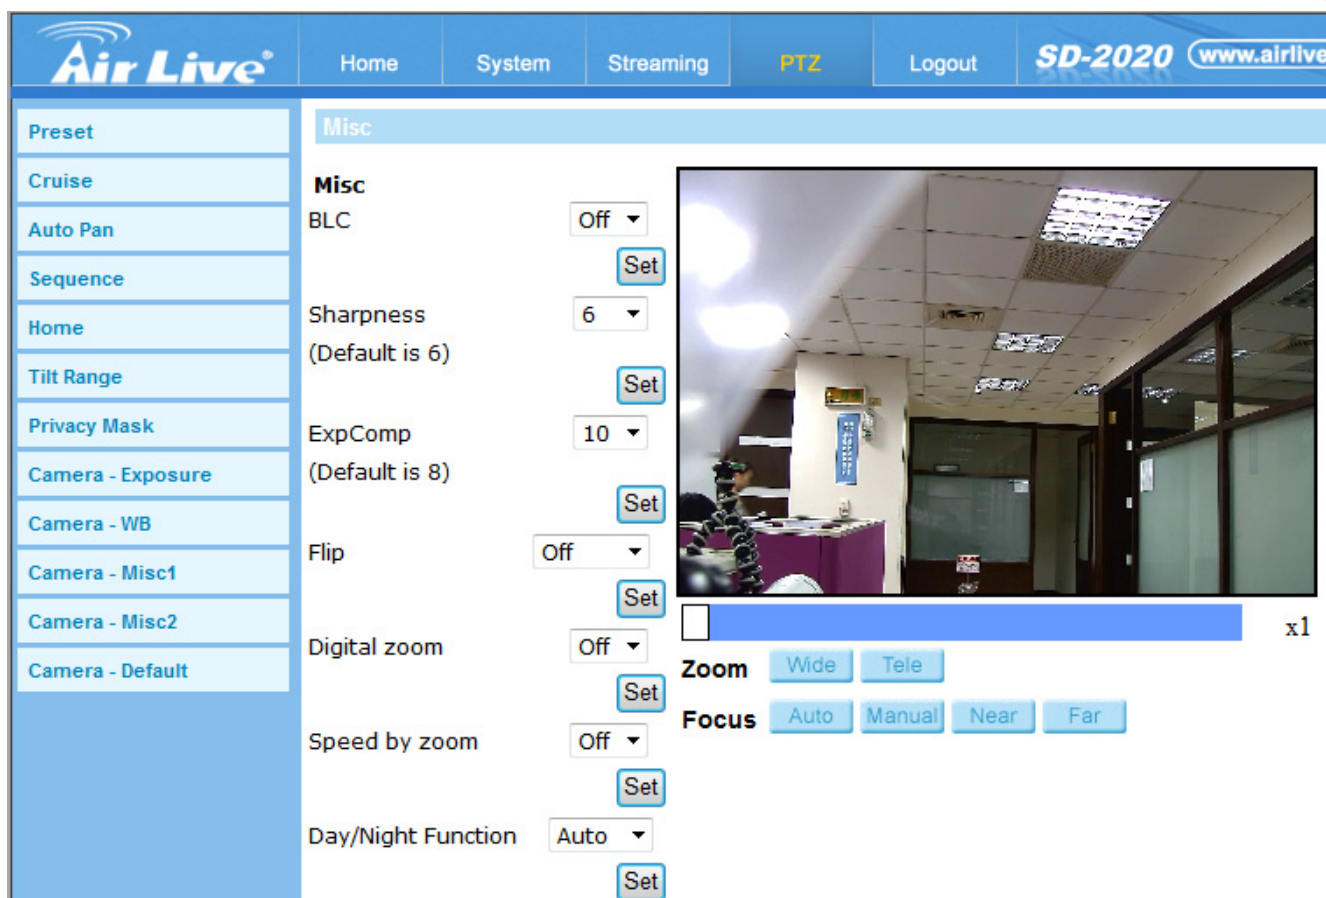 Air Live®
Home
System
Streaming
PTZ
Logout
SD-2020
www.airlive
Preset
Cruise
Auto Pan
Sequence
Home
Tilt Range
Privacy Mask
Camera - Exposure
Camera - WB
Camera - Misc1
Camera - Misc2
Camera - Default
Misc
Misc
BLC Off
Set
Sharpness 6
(Default is 6)
Set
ExpComp 10
(Default is 8)
Set
Flip Off
Set
Digital zoom Off
Set
Speed by zoom Off
Set
Day/Night Function Auto
Set
x1
Zoom Wide Tele
Focus Auto Manual Near Far